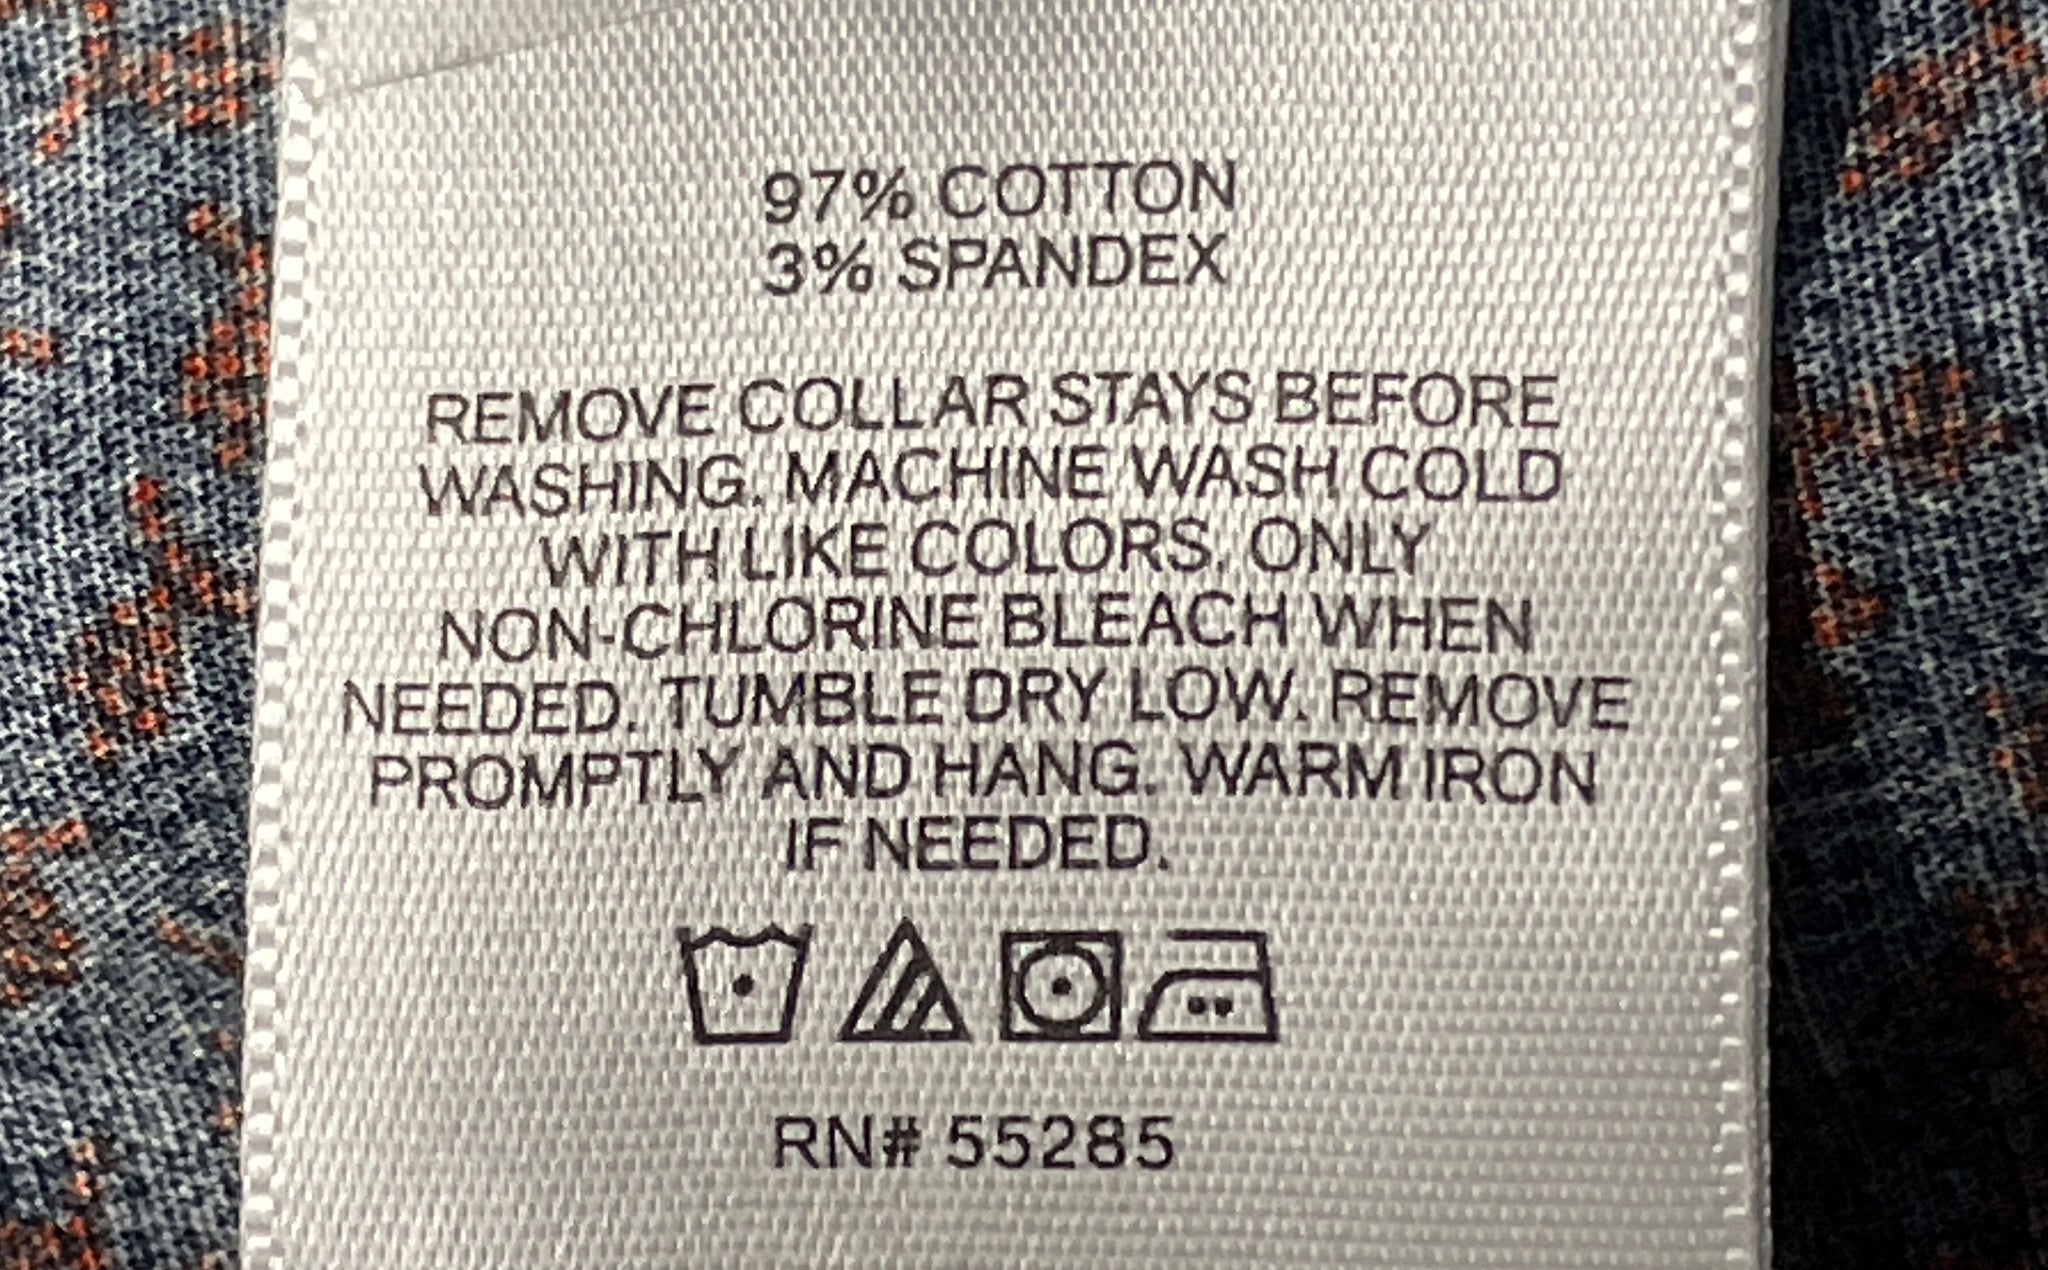 97% COTTON
3% SPANDEX
REMOVE COLLAR STAYS BEFORE
WASHING. MACHINE WASH COLD
WITH LIKE COLORS. ONLY
NON-CHLORINE BLEACH WHEN
NEEDED. TUMBLE DRY LOW. REMOVE
PROMPTLY AND HANG. WARM IRON
IF NEEDED.
RN# 55285